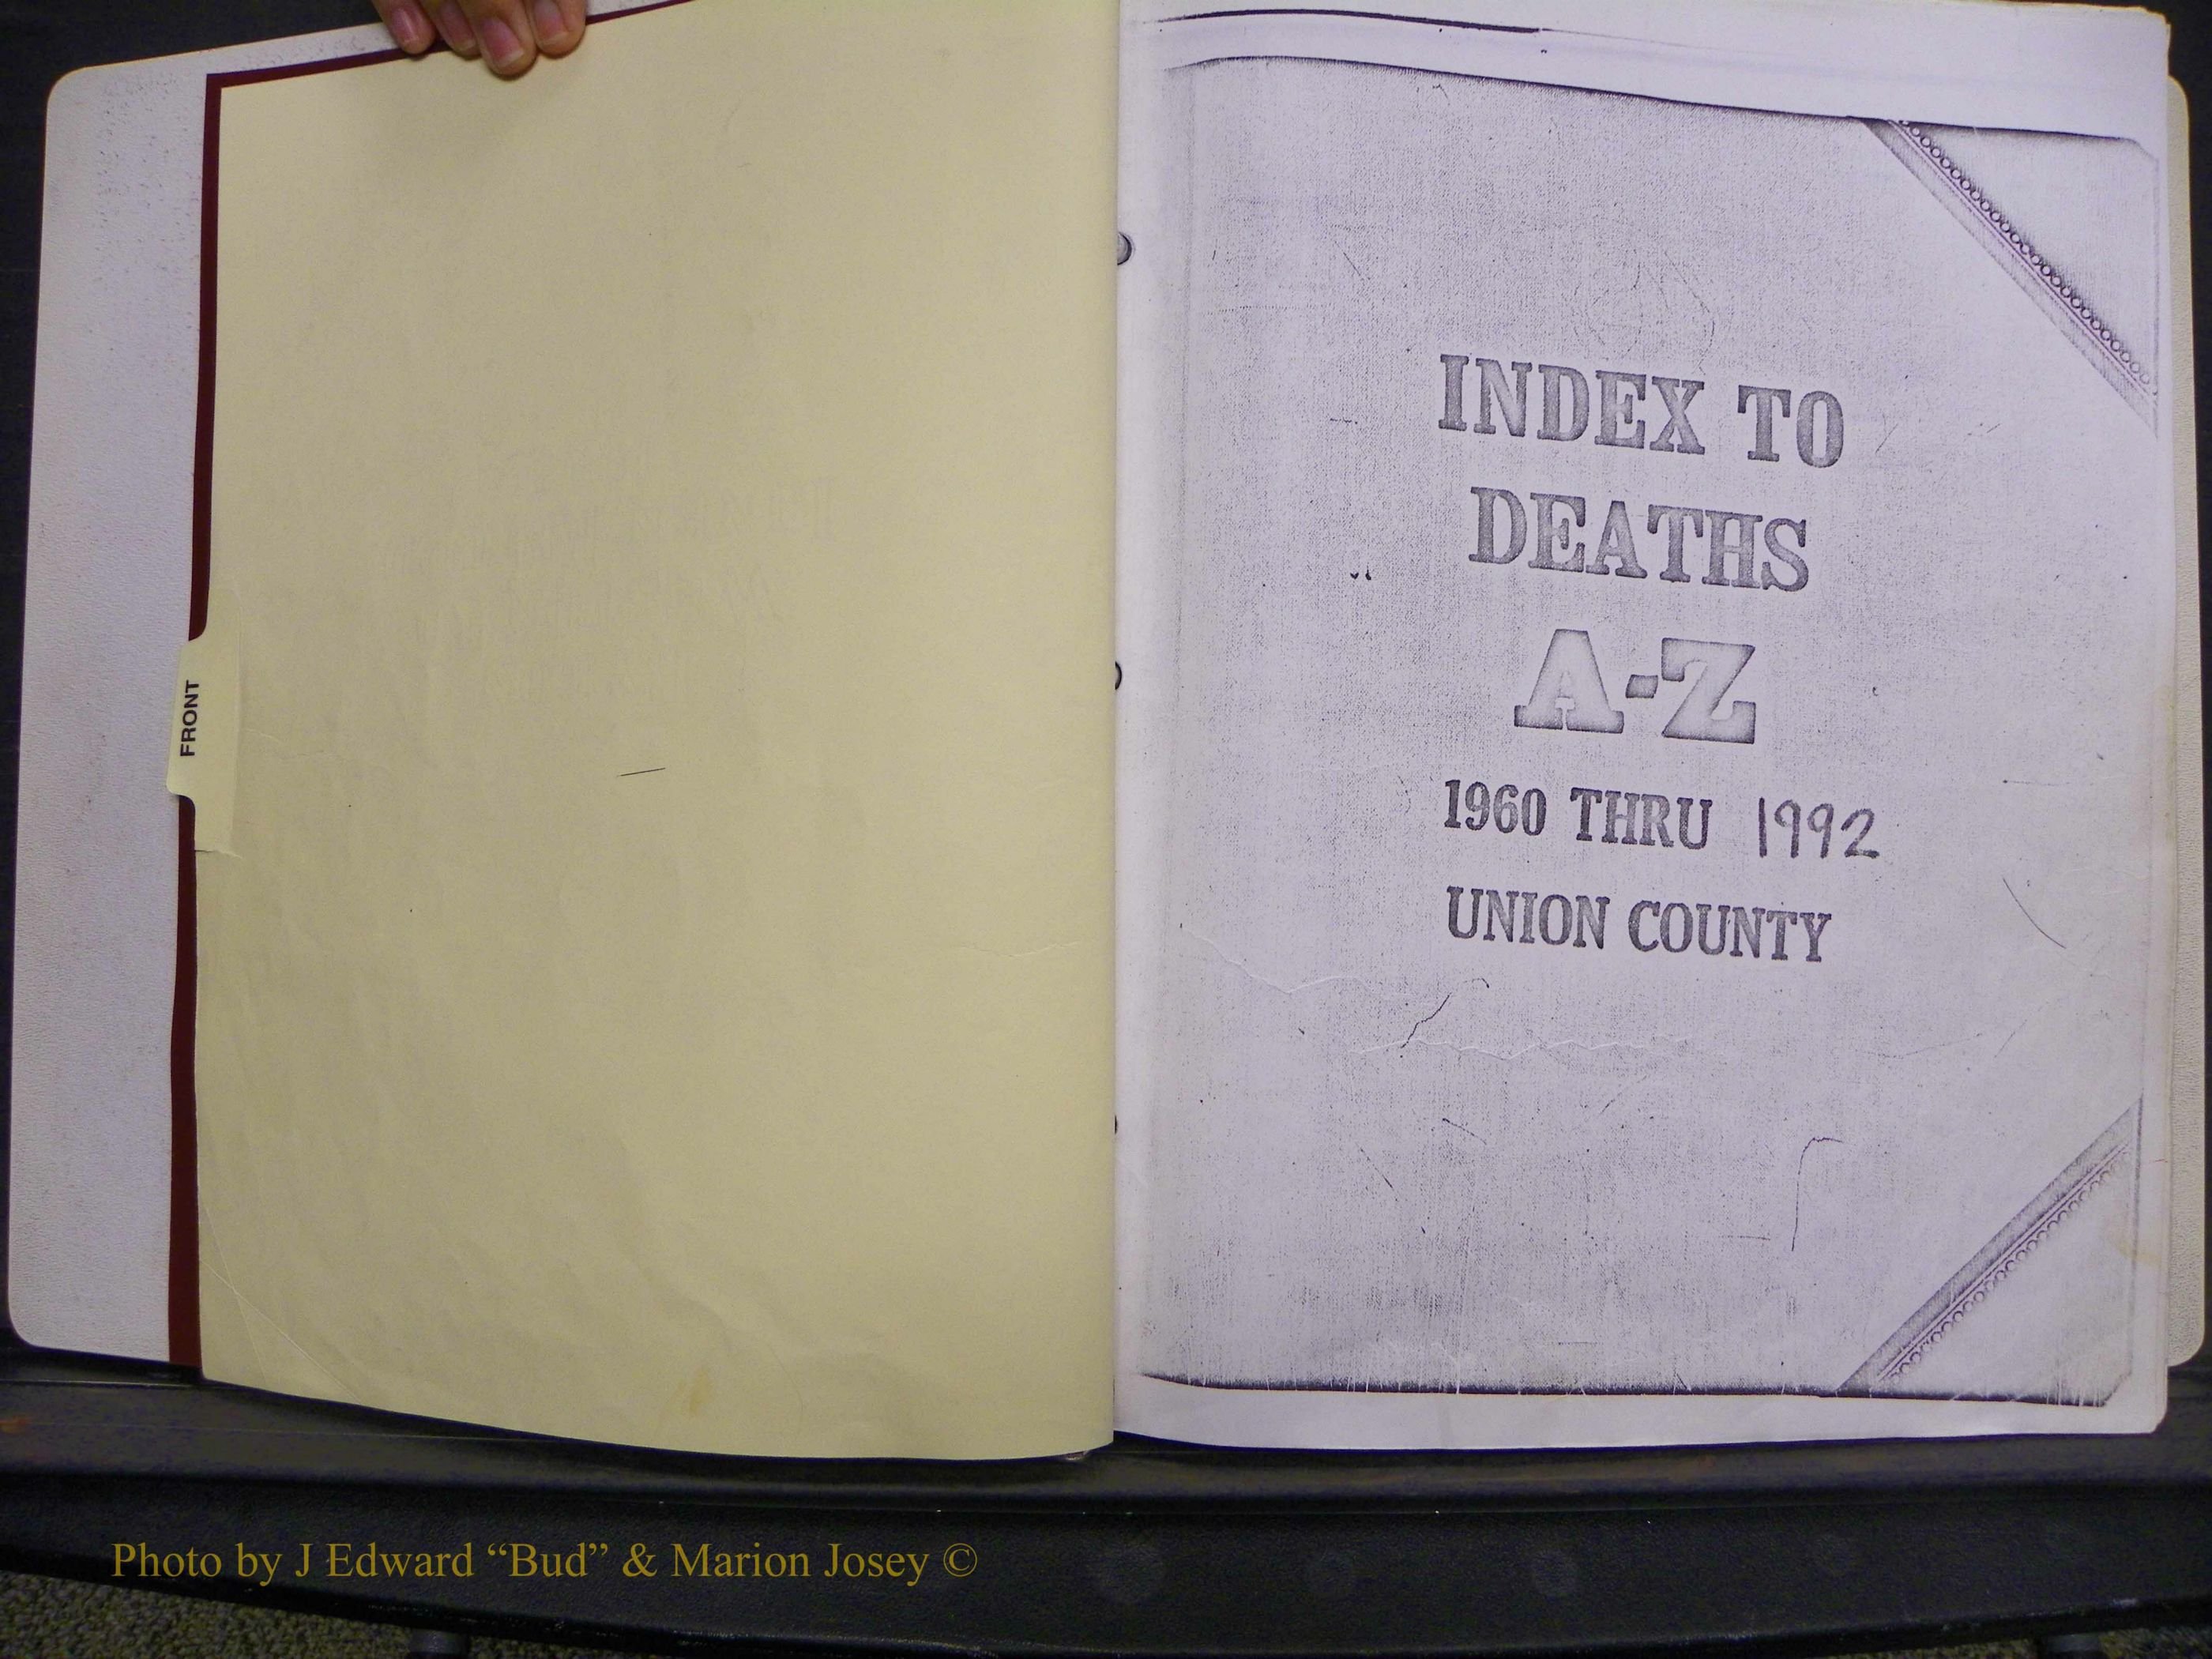 FRONT
INDEX TO
DEATHS
A-Z
1960 THRU 1992
UNION COUNTY
Photo by J Edward “Bud” & Marion Josey ©